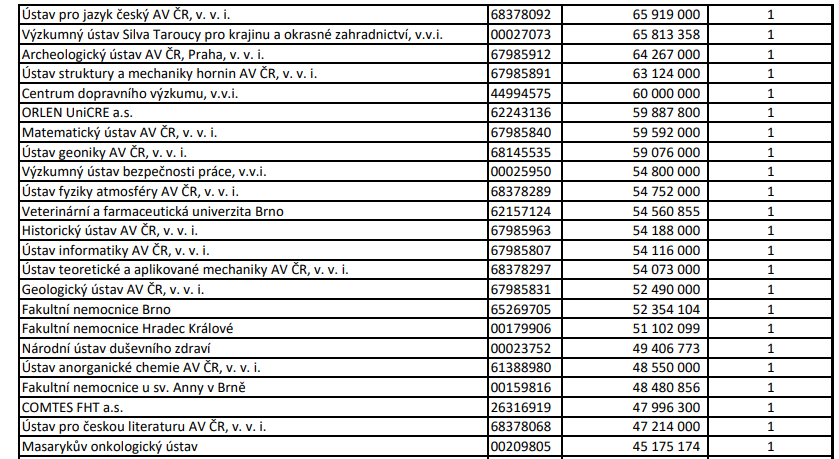 Ústav pro jazyk český AV ČR, v. v. i. 68378092 65 919 000 1
Výzkumný ústav Silva Taroucy pro krajinu a okrasné zahradnictví, v.v.i. 00027073 65 813 358 1
Archeologický ústav AV ČR, Praha, v. v. i. 67985912 64 267 000 1
Ústav struktury a mechaniky hornin AV ČR, v. v. i. 67985891 63 124 000 1
Centrum dopravního výzkumu, v.v.i. 44994575 60 000 000 1
ORLEN UniCRE a.s. 62243136 59 887 800 1
Matematický ústav AV ČR, v. v. i. 67985840 59 592 000 1
Ústav geoniky AV ČR, v. v. i. 68145535 59 076 000 1
Výzkumný ústav bezpečnosti práce, v.v.i. 00025950 54 800 000 1
Ústav fyziky atmosféry AV ČR, v. v. i. 68378289 54 752 000 1
Veterinární a farmaceutická univerzita Brno 62157124 54 560 855 1
Historický ústav AV ČR, v. v. i. 67985963 54 188 000 1
Ústav informatiky AV ČR, v. v. i. 67985807 54 116 000 1
Ústav teoretické a aplikované mechaniky AV ČR, v. v. i. 68378297 54 073 000 1
Geologický ústav AV ČR, v. v. i. 67985831 52 490 000 1
Fakultní nemocnice Brno 65269705 52 354 104 1
Fakultní nemocnice Hradec Králové 00179906 51 102 099 1
Národní ústav duševního zdraví 00023752 49 406 773 1
Ústav anorganické chemie AV ČR, v. v. i. 61388980 48 550 000 1
Fakultní nemocnice u sv. Anny v Brně 00159816 48 480 856 1
COMTES FHT a.s. 26316919 47 996 300 1
Ústav pro českou literaturu AV ČR, v. v. i. 68378068 47 214 000 1
Masarykův onkologický ústav 00209805 45 175 174 1